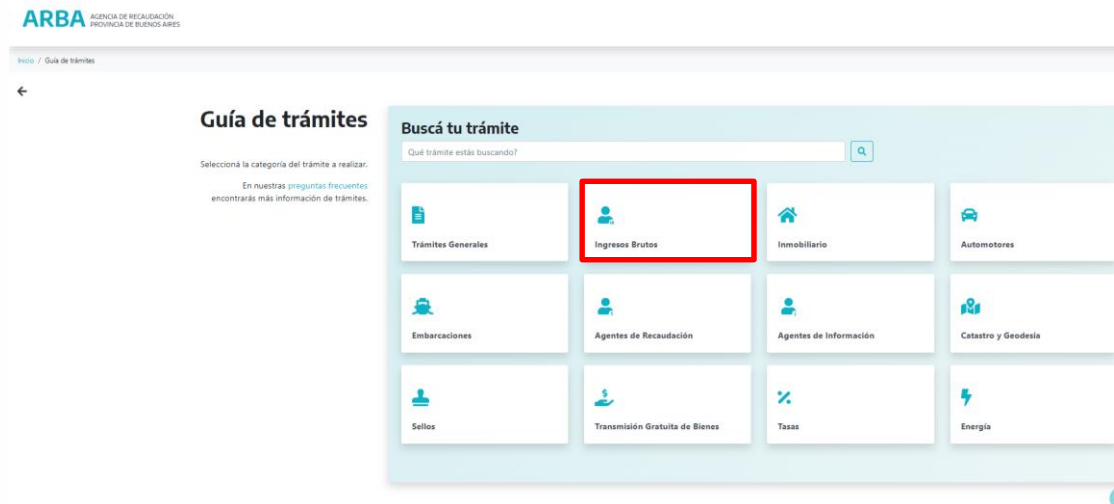 ARBA AGENCIA DE RECAUDACIÓN
PROVINCIA DE BUENOS AIRES
Inicio / Guía de trámites
Guía de trámites
Seleccioná la categoría del trámite a realizar.
En nuestras preguntas frecuentes
encontrarás más información de trámites.
Buscá tu trámite
Qué trámite estás buscando?
Trámites Generales
Ingresos Brutos
Inmobiliario
Automotores
Embarcaciones
Agentes de Recaudación
Agentes de Información
Catastro y Geodesia
Sellos
Transmisión Gratuita de Bienes
Tasas
Energía